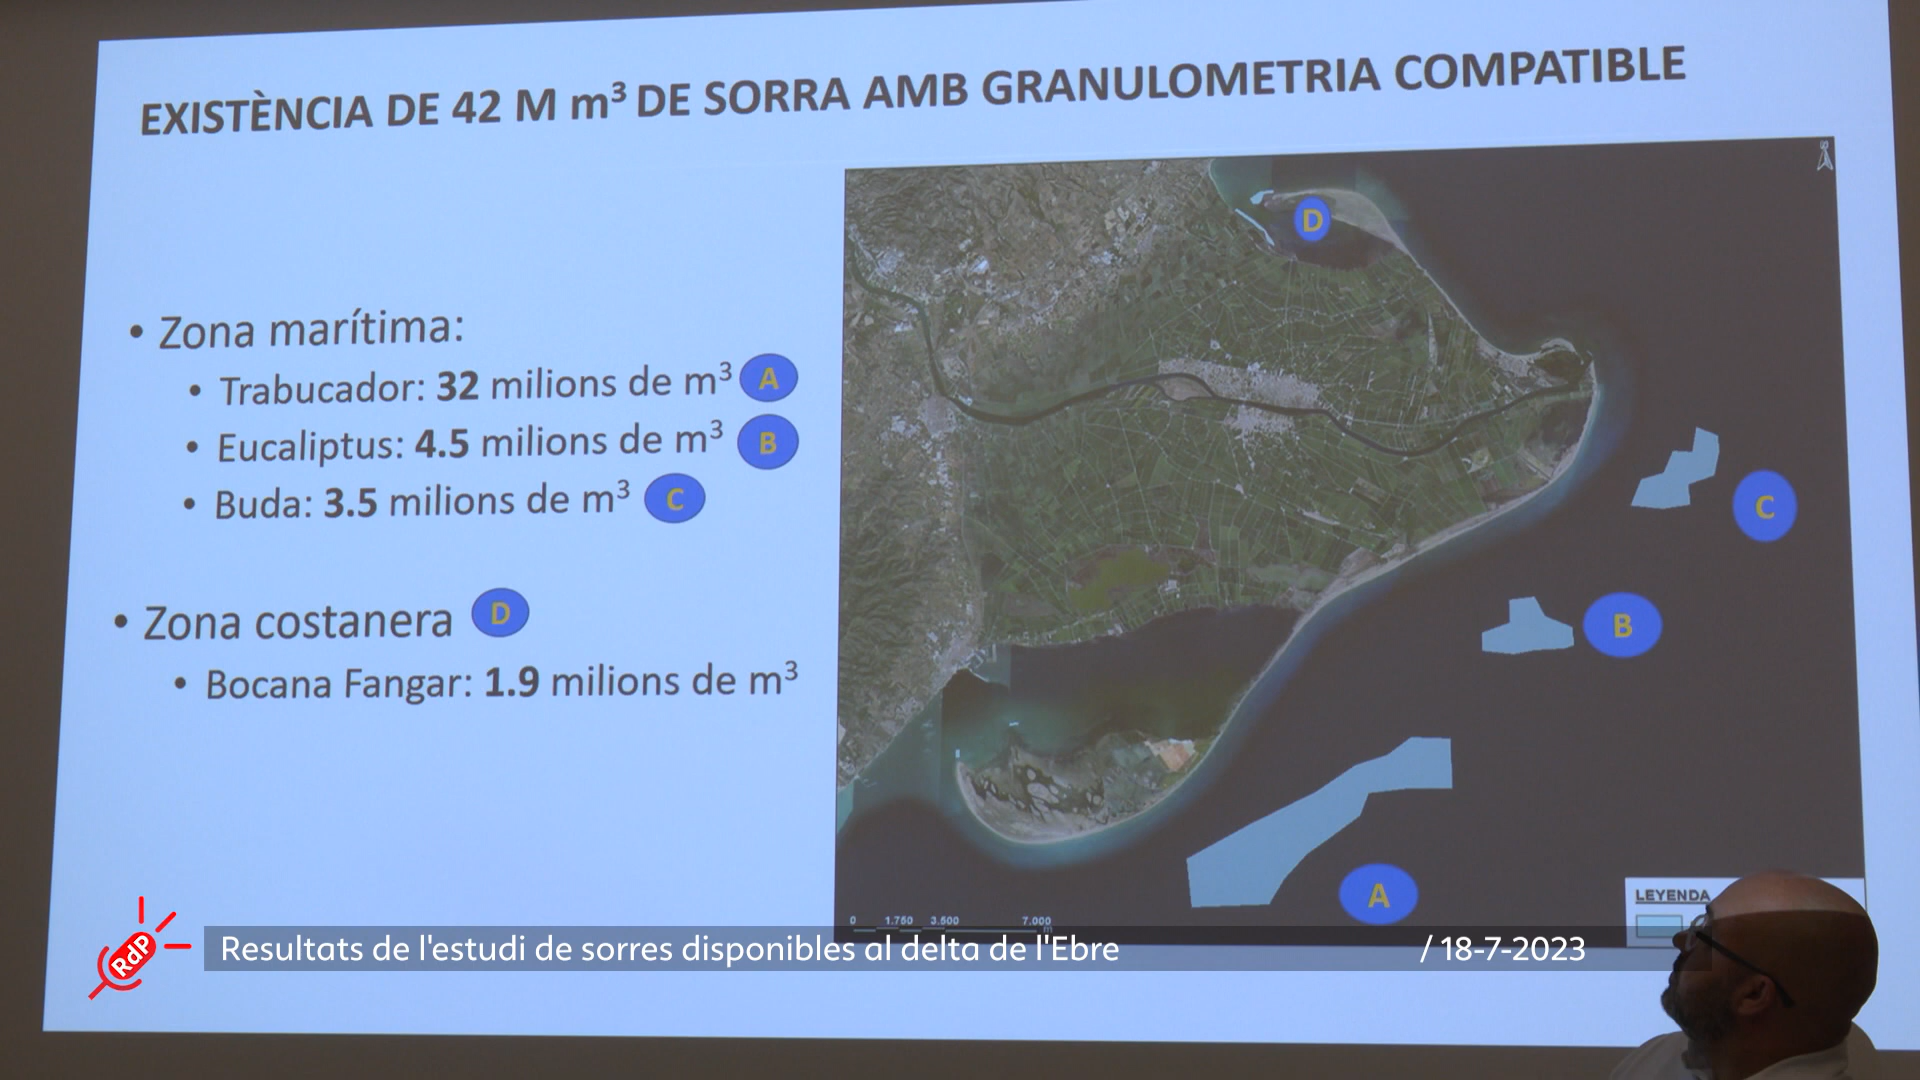 EXISTÈNCIA DE 42 M m³ DE SORRA AMB GRANULOMETRIA COMPATIBLE
• Zona marítima:
• Trabucador: 32 milions de m³ A
• Eucaliptus: 4.5 milions de m³ B
• Buda: 3.5 milions de m³ C
• Zona costanera D
• Bocana Fangar: 1.9 milions de m³
D
C
B
A
LEYENDA
0 1.750 3.500 7.000
m
RdP
Resultats de l'estudi de sorres disponibles al delta de l'Ebre / 18-7-2023